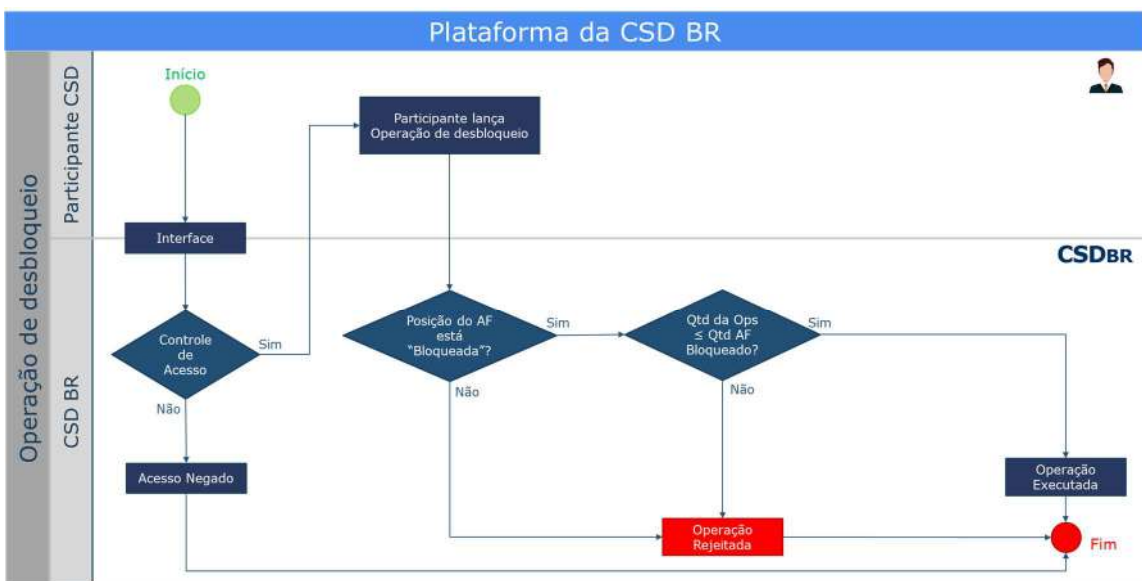 Plataforma da CSD BR
Operação de desbloqueio
Participante CSD
CSD BR
Início
Participante lança
Operação de desbloqueio
Interface
CSDBR
Controle
de
Acesso
Sim
Não
Posição do AF
está
"Bloqueada"?
Sim
Não
Qtd da Ops
≤ Qtd AF
Bloqueado?
Sim
Não
Acesso Negado
Operação
Executada
Operação
Rejeitada
Fim